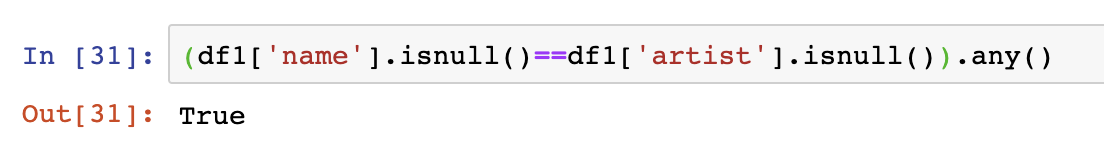 In [31]: (df1['name'].isnull()==df1['artist'].isnull()).any()
Out[31]: True